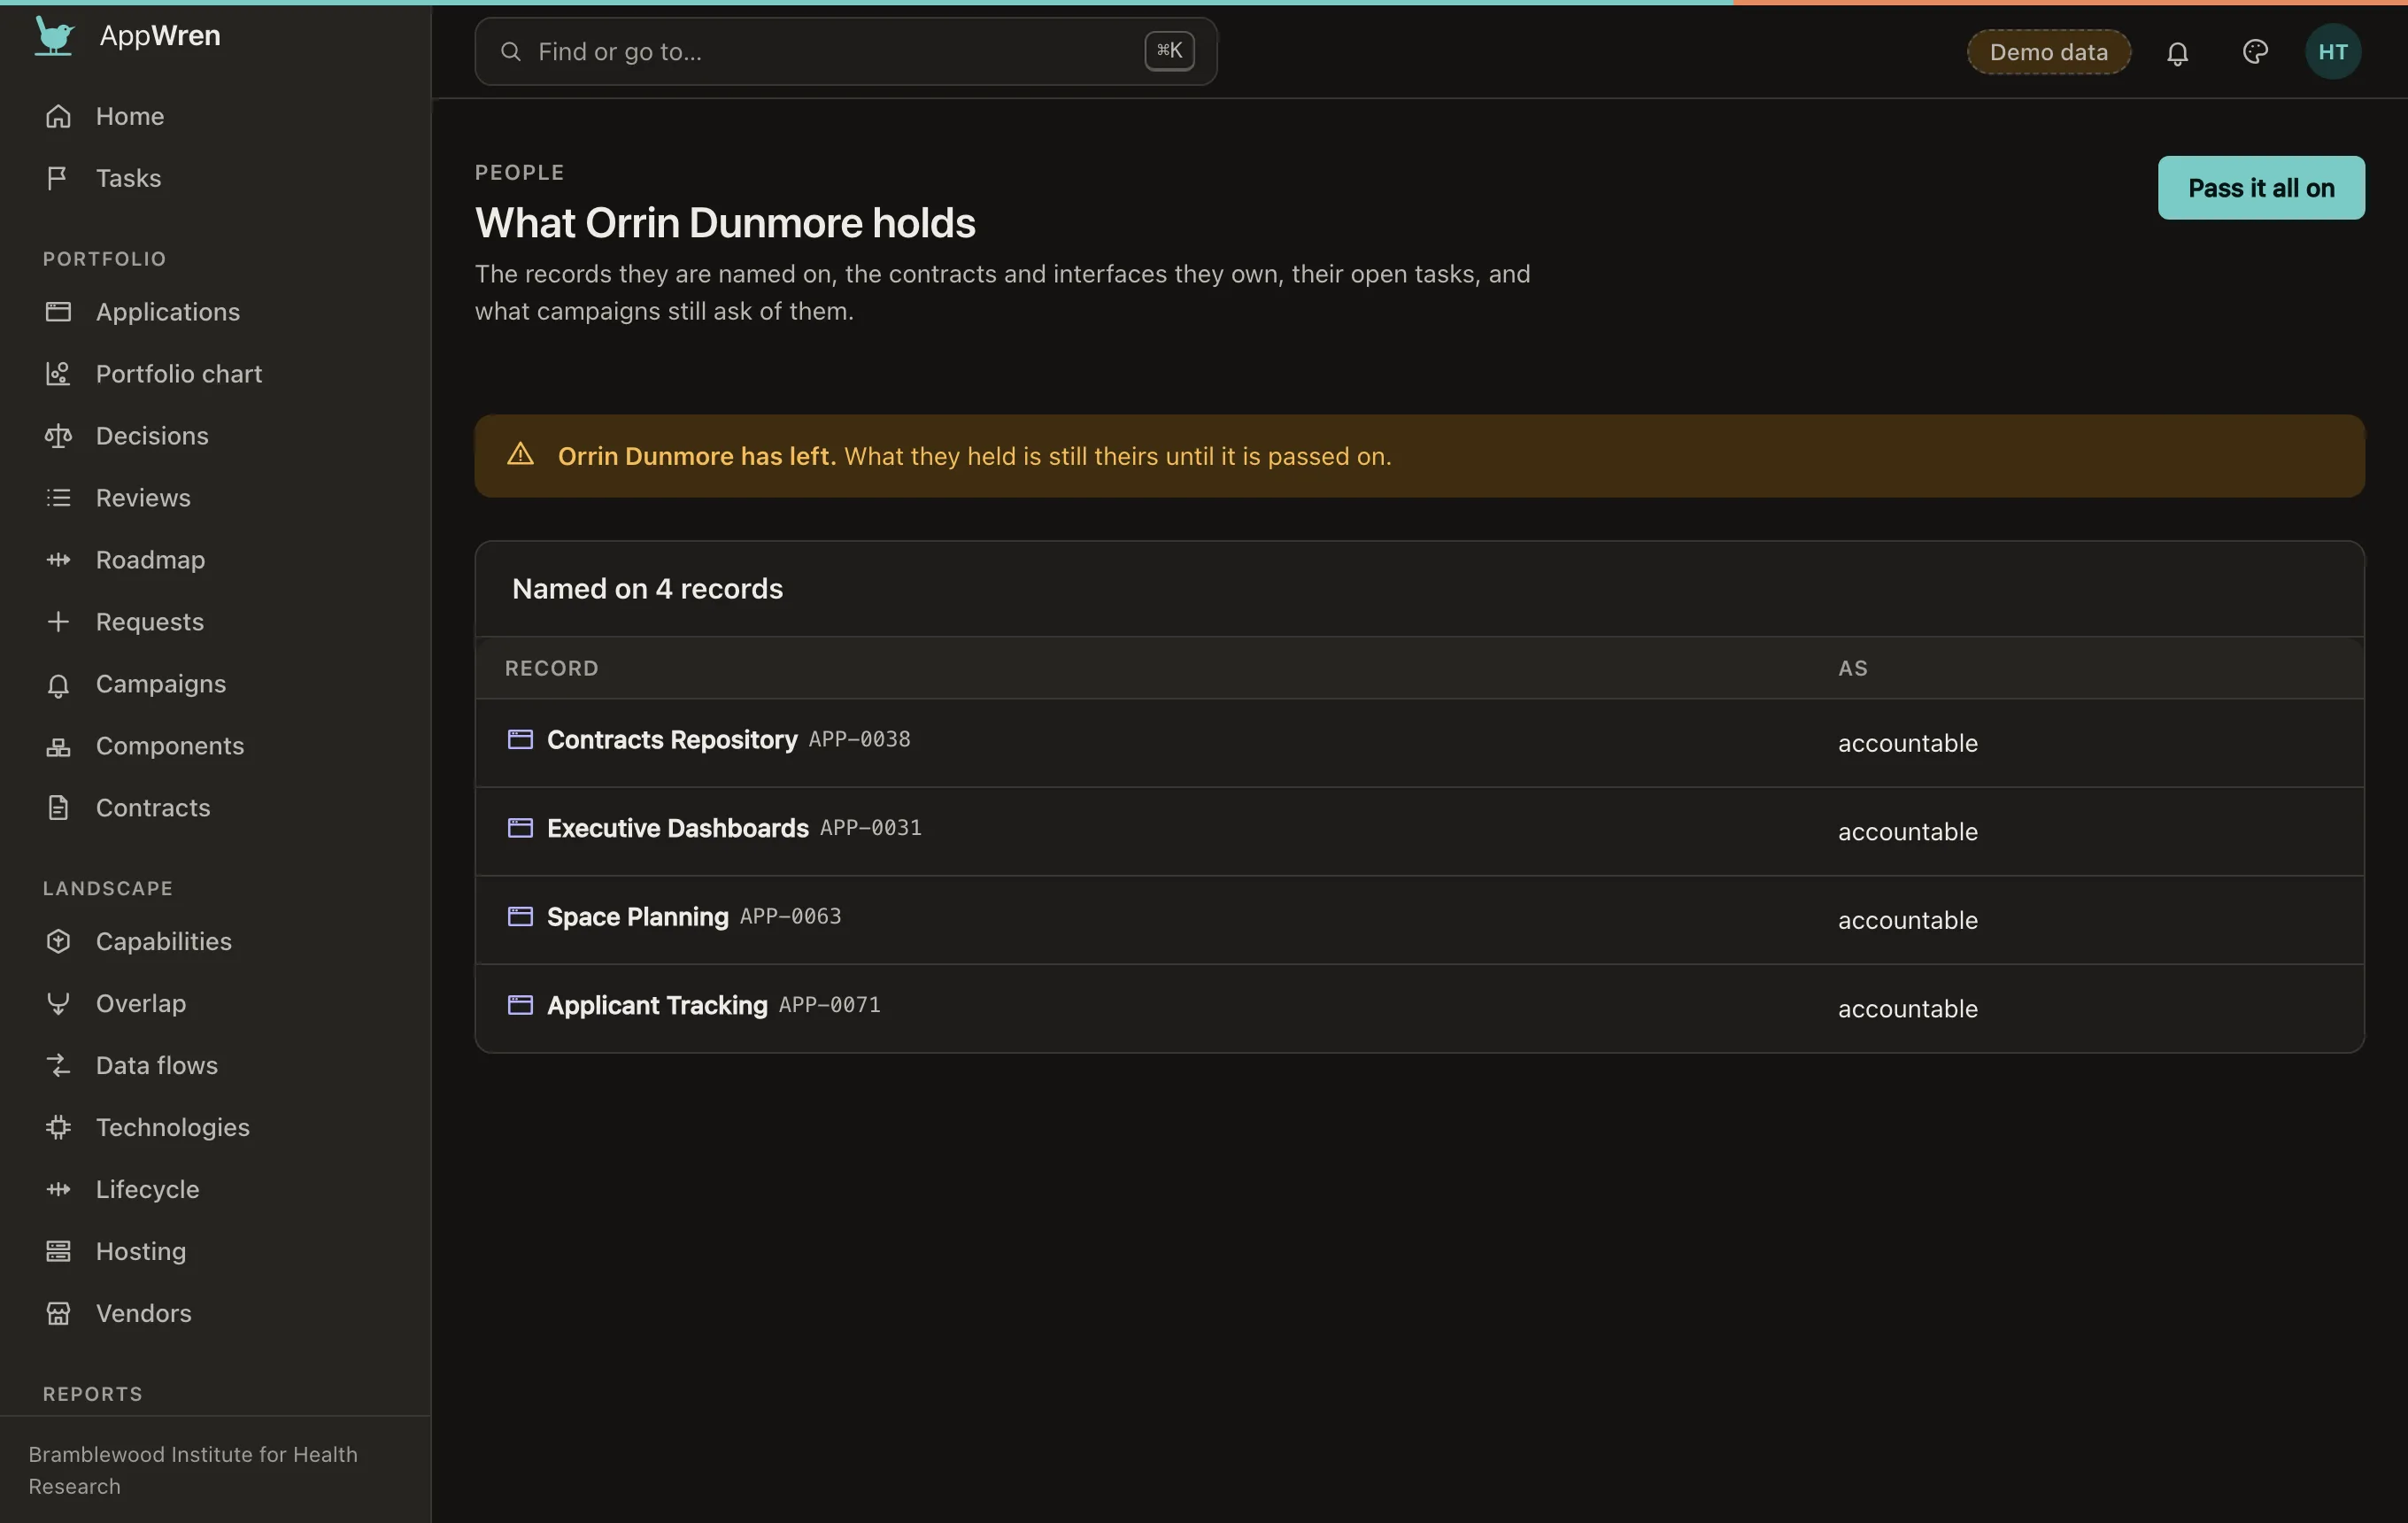 AppWren
Find or go to...
⌘K
Demo data
HT
Home
Tasks
PORTFOLIO
Applications
Portfolio chart
Decisions
Reviews
Roadmap
Requests
Campaigns
Components
Contracts
LANDSCAPE
Capabilities
Overlap
Data flows
Technologies
Lifecycle
Hosting
Vendors
REPORTS
Bramblewood Institute for Health
Research
PEOPLE
What Orrin Dunmore holds
Pass it all on
The records they are named on, the contracts and interfaces they own, their open tasks, and
what campaigns still ask of them.
Orrin Dunmore has left. What they held is still theirs until it is passed on.
Named on 4 records
RECORD AS
Contracts Repository APP-0038 accountable
Executive Dashboards APP-0031 accountable
Space Planning APP-0063 accountable
Applicant Tracking APP-0071 accountable